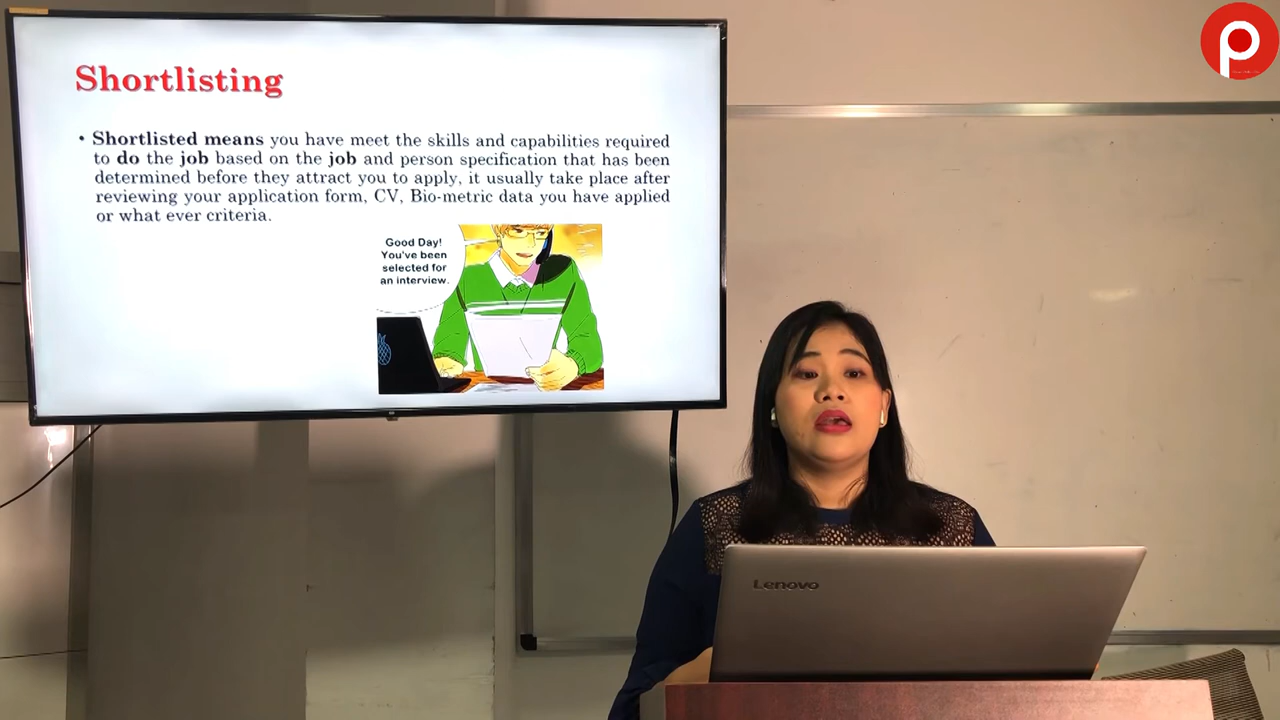 Shortlisting
• Shortlisted means you have meet the skills and capabilities required
to do the job based on the job and person specification that has been
determined before they attract you to apply, it usually take place after
reviewing your application form, CV, Bio-metric data you have applied
or what ever criteria.
Good Day!
You've been
selected for
an interview.
Lenovo
P